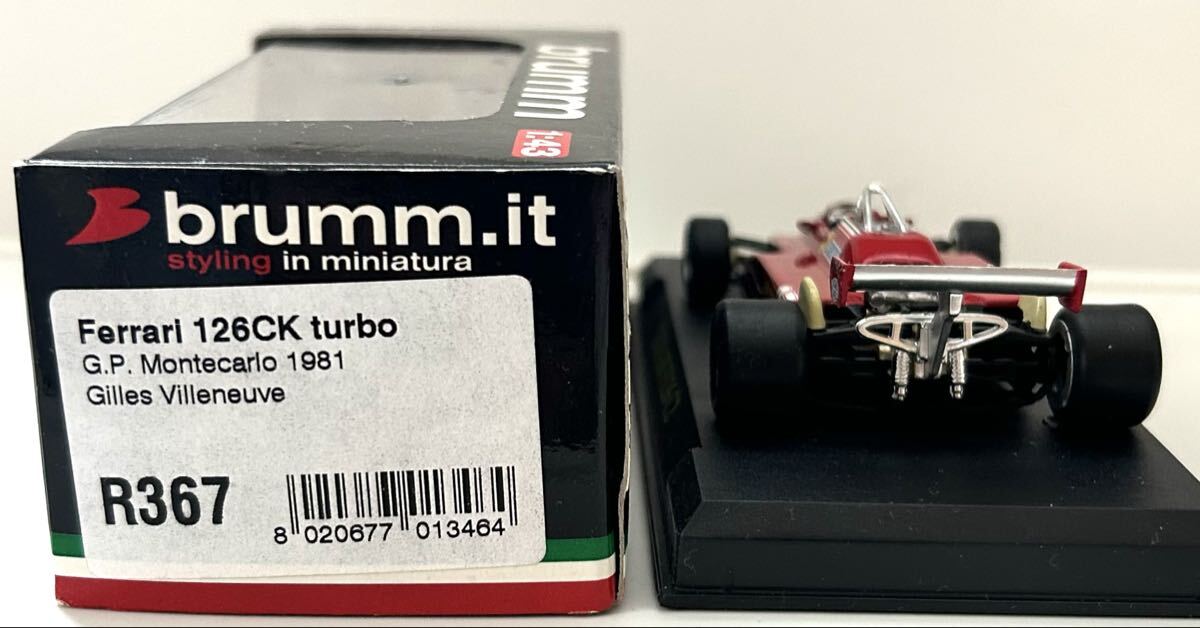 brumm
1:43
brumm.it
styling in miniatura
Ferrari 126CK turbo
G.P. Montecarlo 1981
Gilles Villeneuve
R367
8 020677 013464